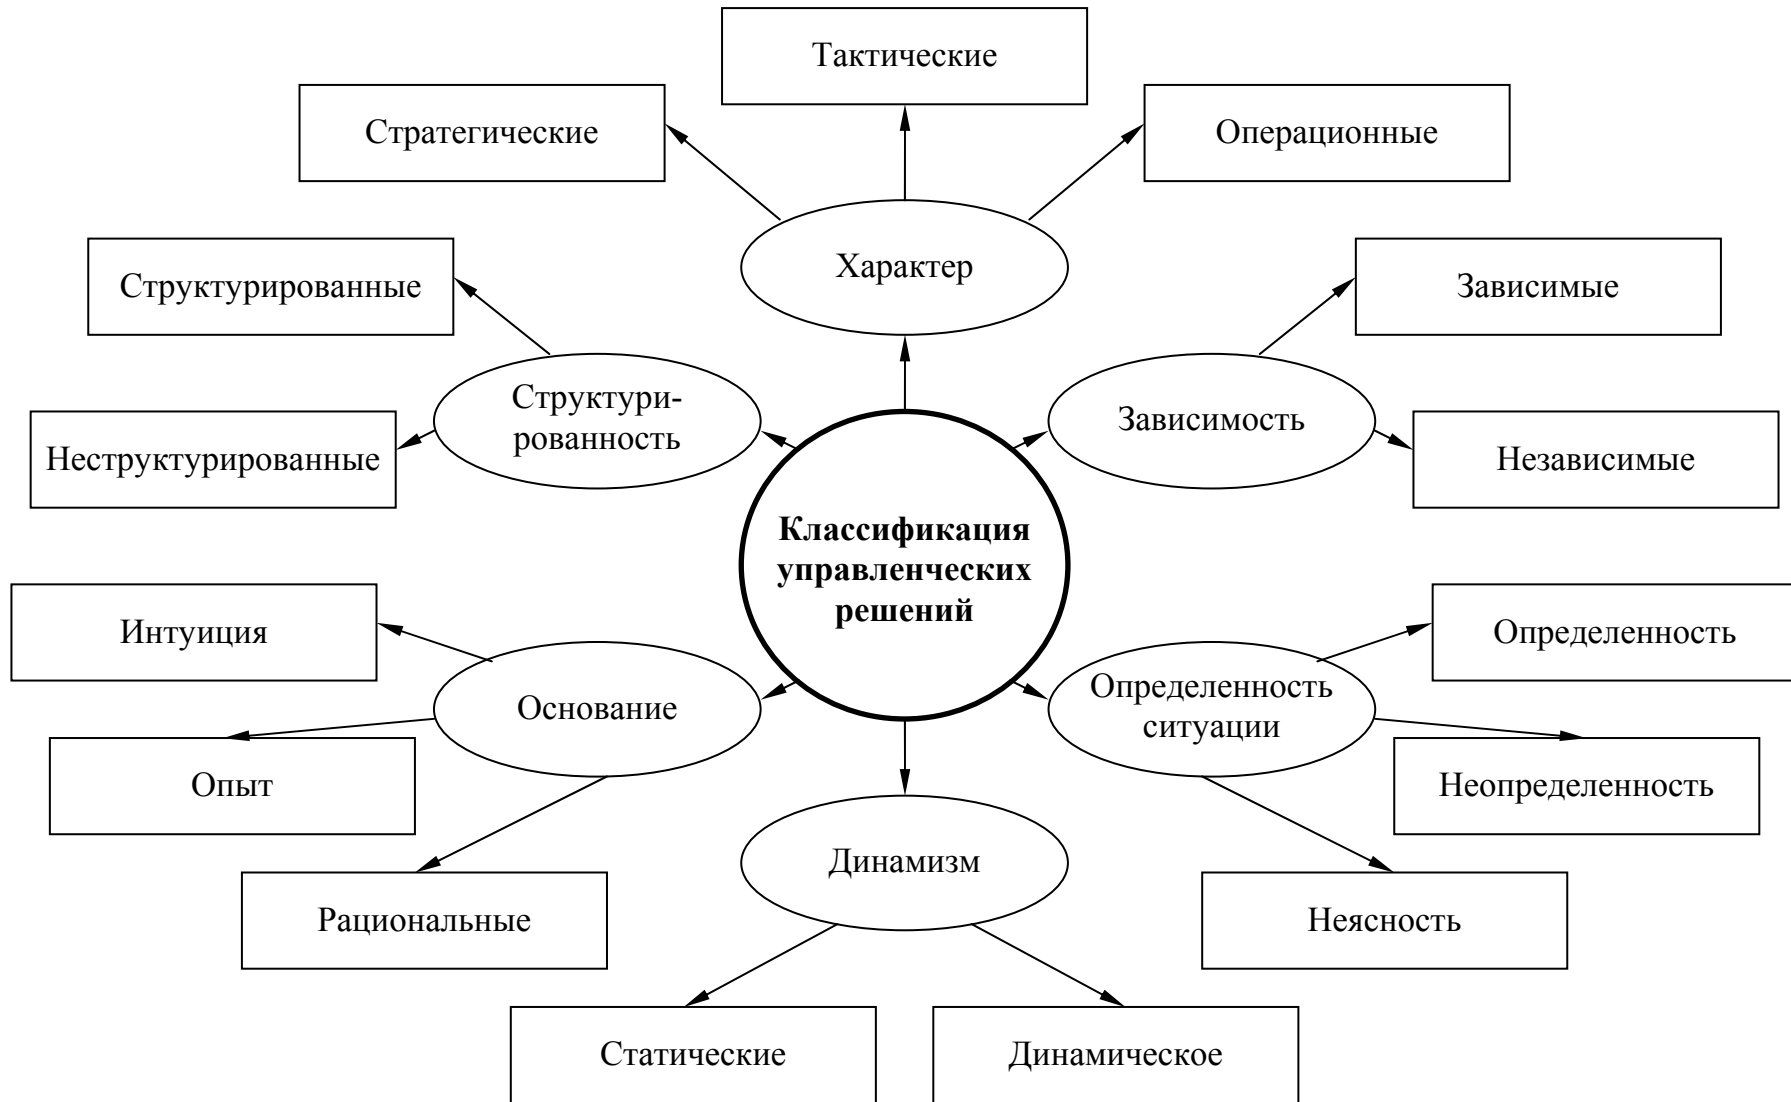 Тактические
Стратегические
Операционные
Характер
Структурированные
Зависимые
Структури-
рованность
Зависимость
Неструктурированные
Независимые
Классификация
управленческих
решений
Интуиция
Определенность
Основание
Определенность
ситуации
Опыт
Неопределенность
Динамизм
Рациональные
Неясность
Статические
Динамическое